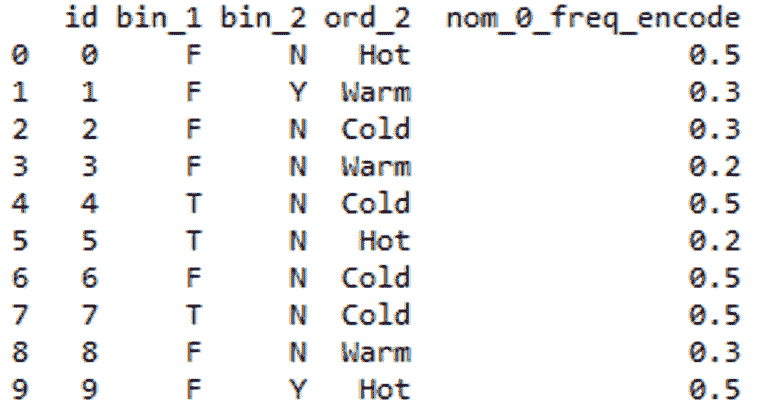 id bin_1 bin_2 ord_2 nom_0_freq_encode
0 0 F N Hot 0.5
1 1 F Y Warm 0.3
2 2 F N Cold 0.3
3 3 F N Warm 0.2
4 4 T N Cold 0.5
5 5 T N Hot 0.2
6 6 F N Cold 0.5
7 7 T N Cold 0.5
8 8 F N Warm 0.3
9 9 F Y Hot 0.5